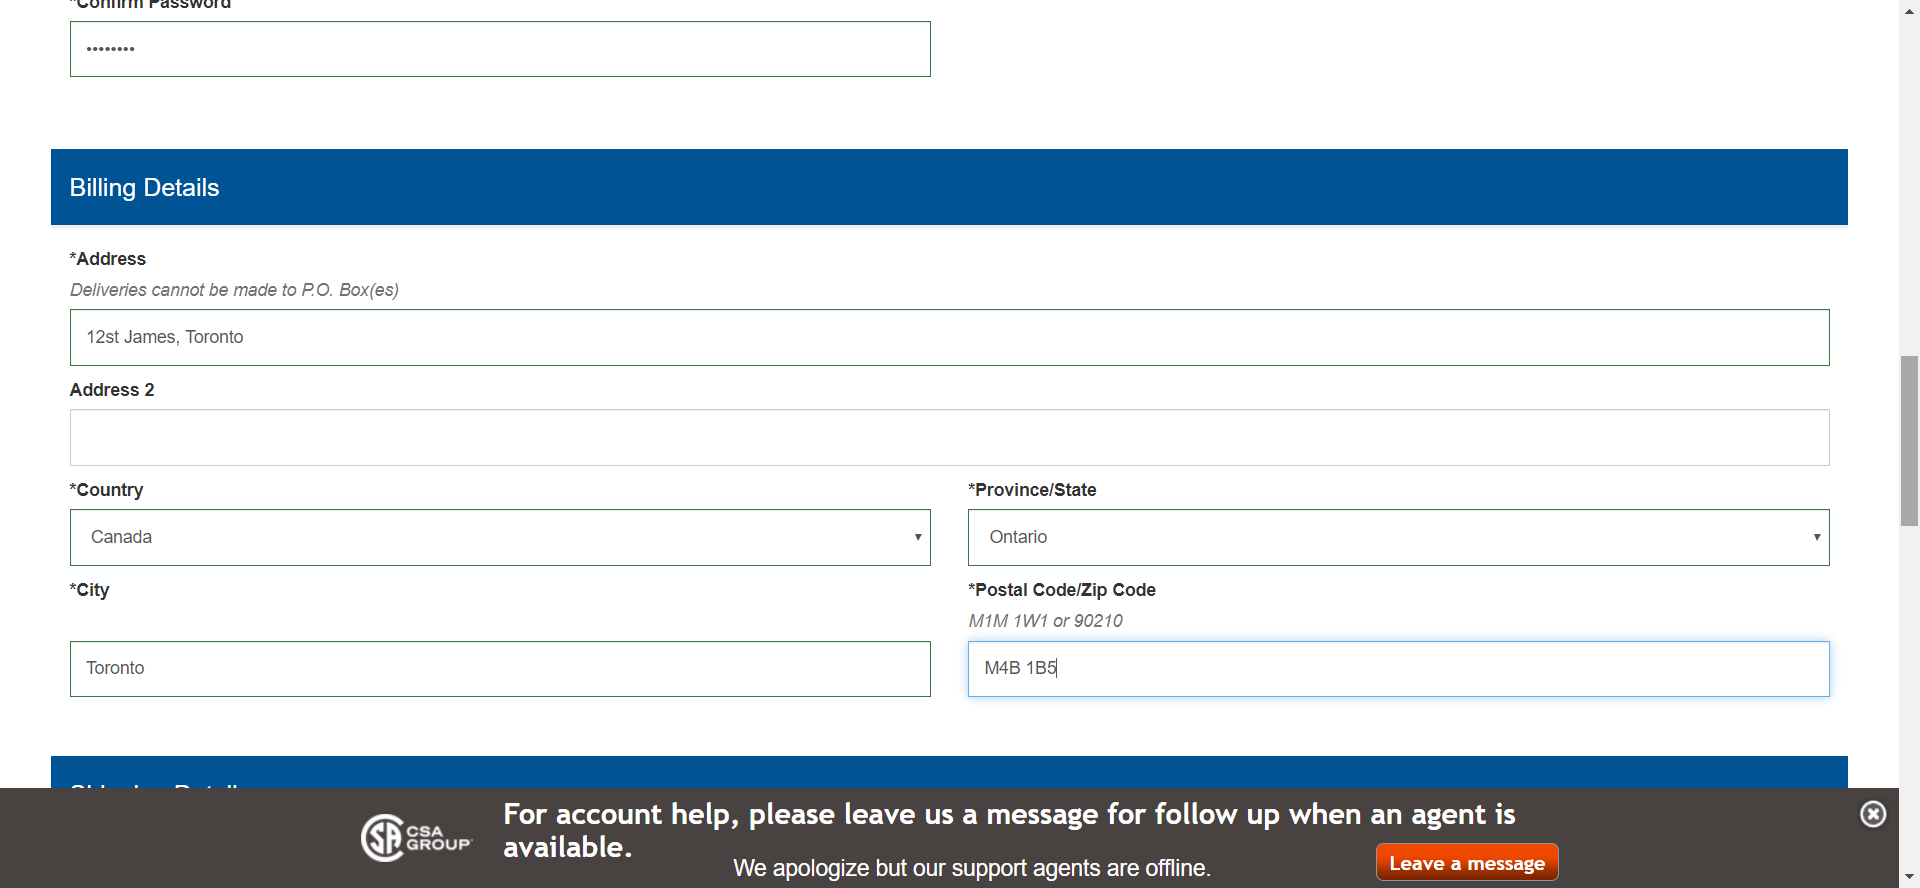 *Confirm Password
••••••••
Billing Details
*Address
Deliveries cannot be made to P.O. Box(es)
12st James, Toronto
Address 2
*Country
*Province/State
Canada
Ontario
*City
*Postal Code/Zip Code
M1M 1W1 or 90210
Toronto
M4B 1B5
Shipping Details
For account help, please leave us a message for follow up when an agent is
available.
CSA
GROUP
We apologize but our support agents are offline.
Leave a message